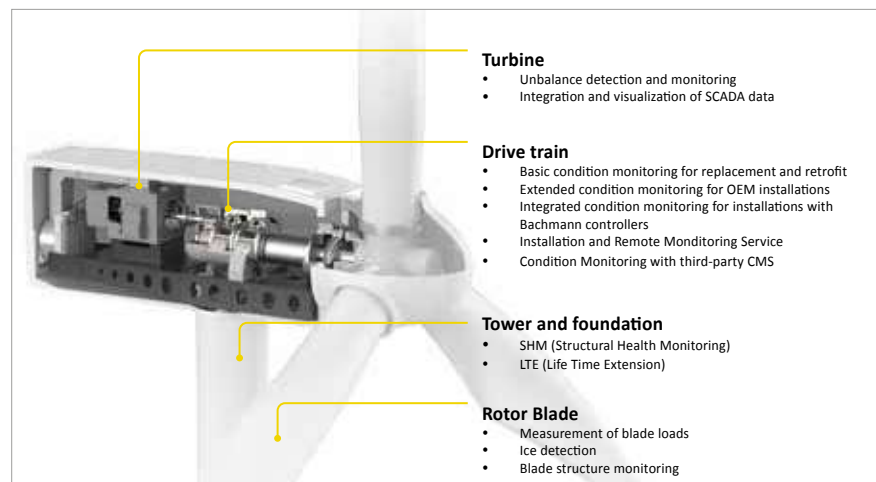 Turbine
• Unbalance detection and monitoring
• Integration and visualization of SCADA data
Drive train
• Basic condition monitoring for replacement and retrofit
• Extended condition monitoring for OEM installations
• Integrated condition monitoring for installations with
Bachmann controllers
• Installation and Remote Monditoring Service
• Condition Monitoring with third-party CMS
Tower and foundation
• SHM (Structural Health Monitoring)
• LTE (Life Time Extension)
Rotor Blade
• Measurement of blade loads
• Ice detection
• Blade structure monitoring